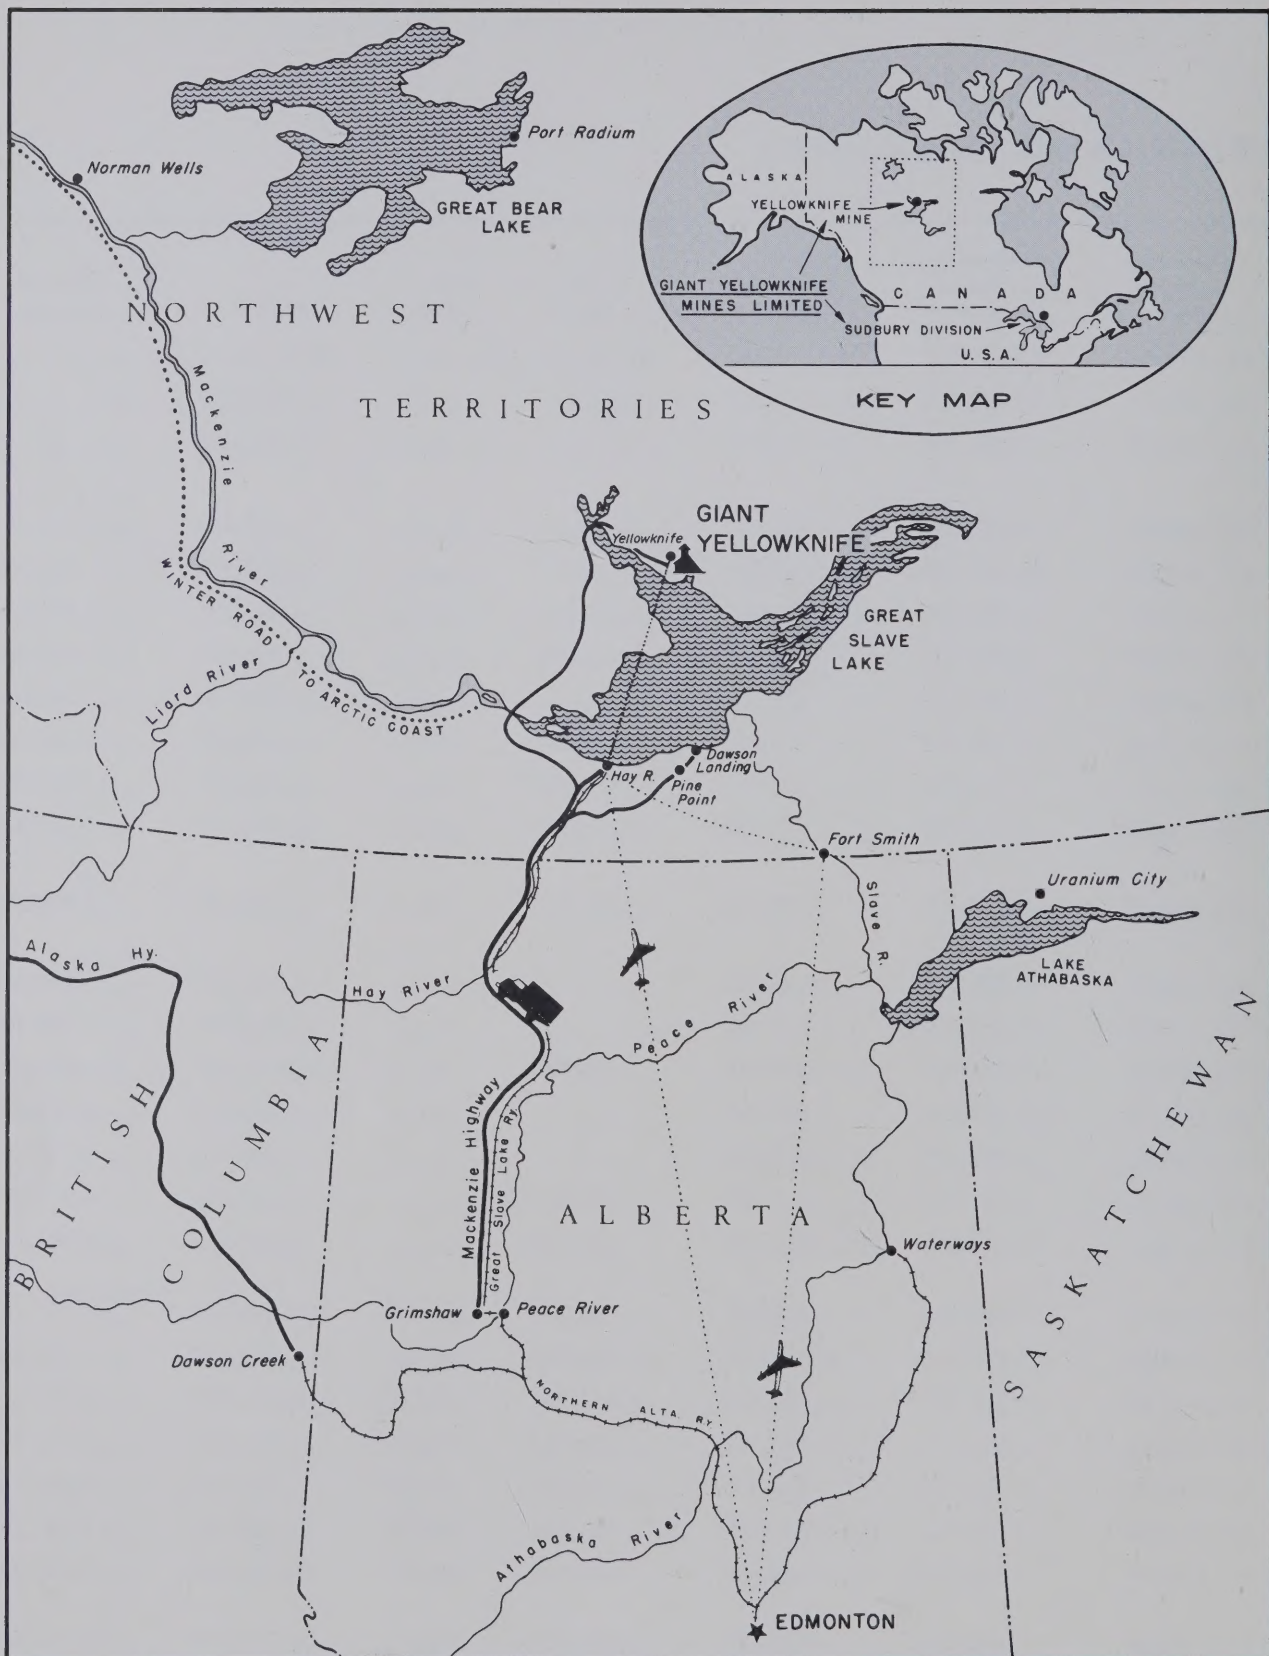 Port Radium
Norman Wells
GREAT BEAR
LAKE
ALASKA
YELLOWKNIFE
MINE
GIANT YELLOWKNIFE
MINES LIMITED
CANADA
SUDBURY DIVISION
U.S.A.
KEY MAP
NORTHWEST
TERRITORIES
Mackenzie
River
WINTER ROAD
TO ARCTIC COAST
Liard River
GIANT
YELLOWKNIFE
Yellowknife
GREAT
SLAVE
LAKE
Dawson
Landing
Hay R.
Pine
Point
Fort Smith
Uranium City
Slave R.
LAKE
ATHABASKA
Alaska Hy.
Hay River
Peace River
BRITISH
COLUMBIA
Mackenzie Highway
Great Slave Lake Ry.
ALBERTA
SASKATCHEWAN
Waterways
Grimshaw
Peace River
Dawson Creek
NORTHERN ALTA. RY.
Athabaska River
EDMONTON